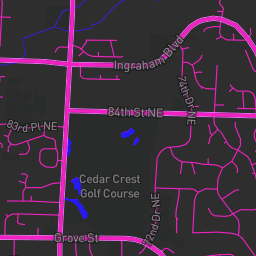 Ingraham Blvd
74th Dr NE
84th St NE
83rd Pl NE
Cedar Crest
Golf Course
72nd Dr NE
Grove St